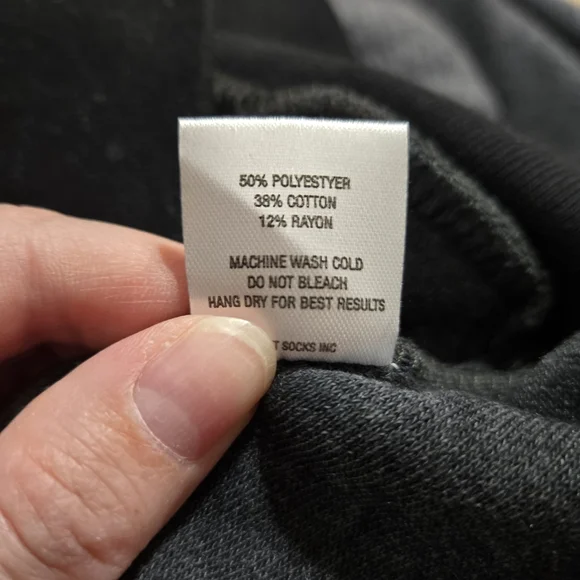 50% POLYESTYER
38% COTTON
12% RAYON
MACHINE WASH COLD
DO NOT BLEACH
HANG DRY FOR BEST RESULTS
SOCKS INC